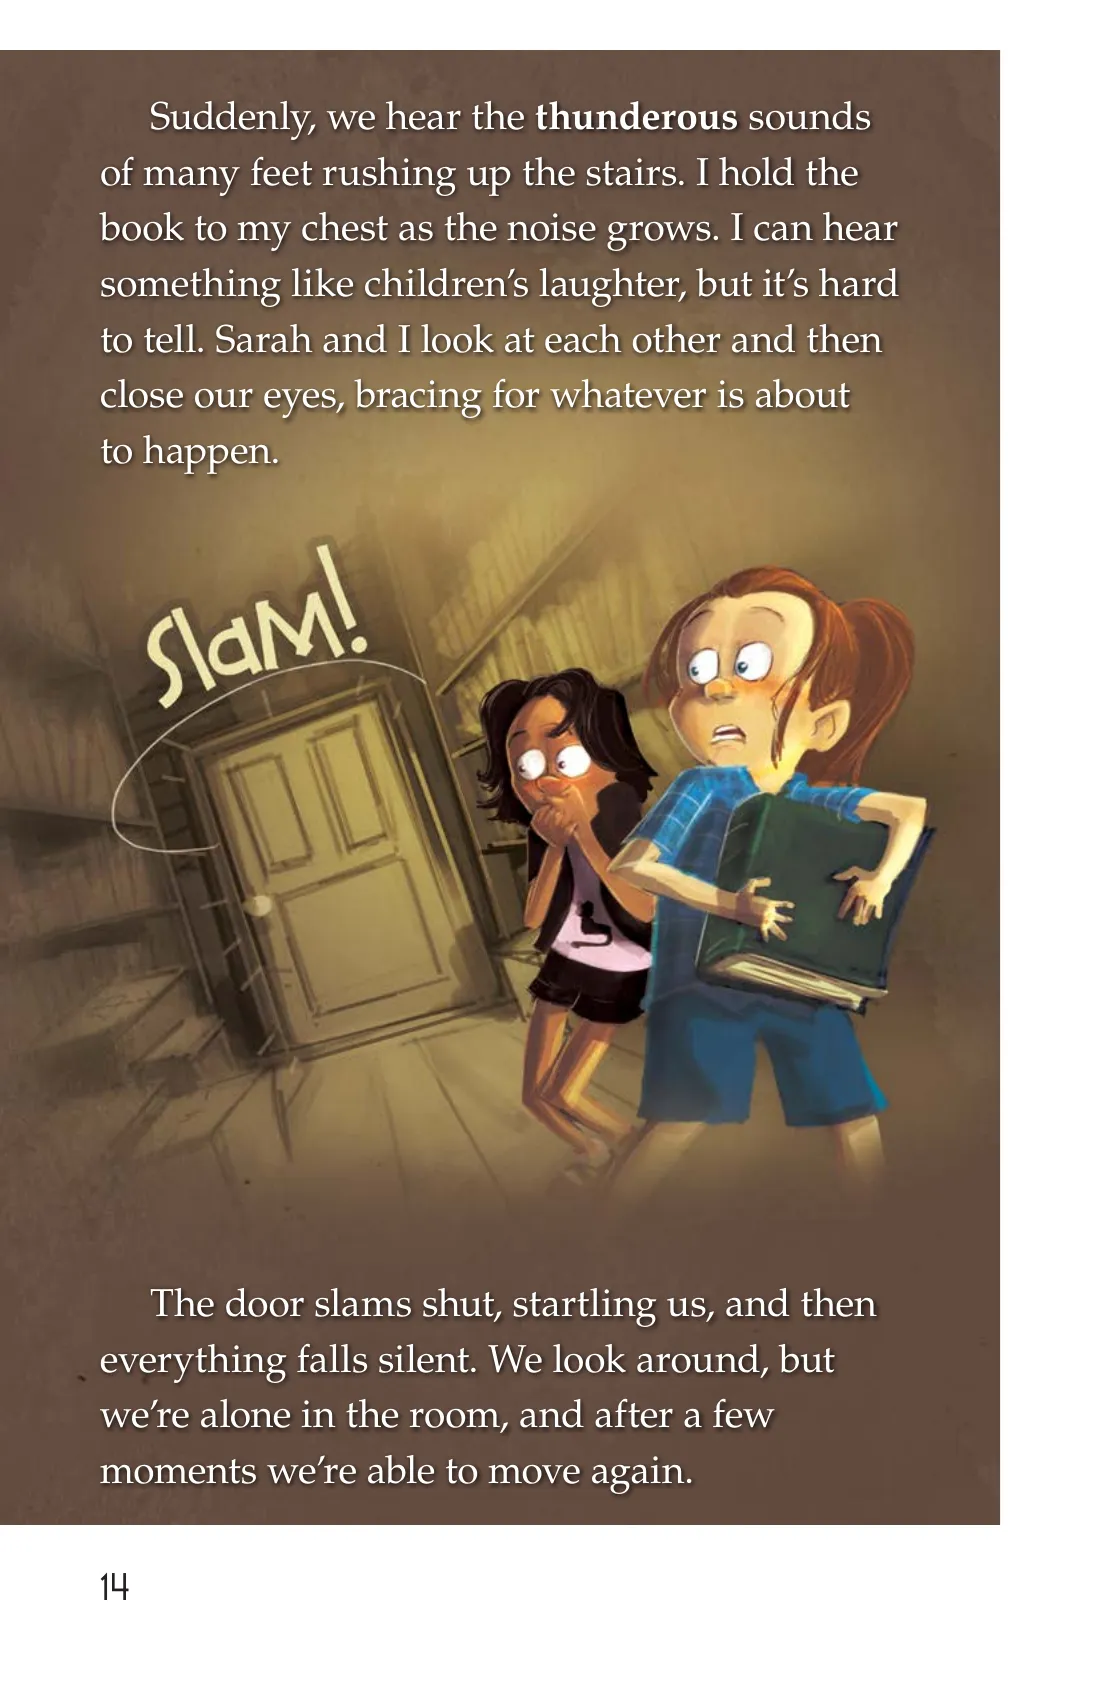 Suddenly, we hear the thunderous sounds
of many feet rushing up the stairs. I hold the
book to my chest as the noise grows. I can hear
something like children’s laughter, but it’s hard
to tell. Sarah and I look at each other and then
close our eyes, bracing for whatever is about
to happen.
Slam!
The door slams shut, startling us, and then
everything falls silent. We look around, but
we’re alone in the room, and after a few
moments we’re able to move again.
14